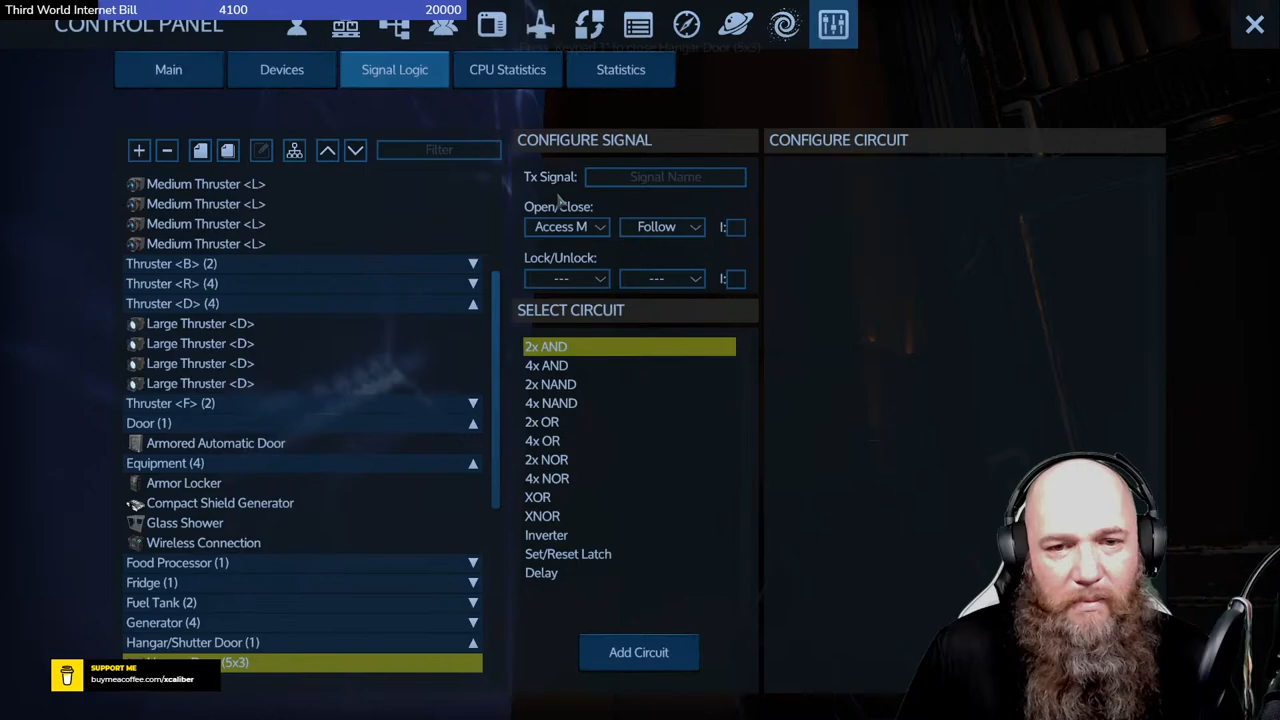 Third World Internet Bill 4100 20000
CONTROL PANEL
Main Devices Signal Logic CPU Statistics Statistics
Filter
Medium Thruster <L>
Medium Thruster <L>
Medium Thruster <L>
Medium Thruster <L>
Thruster <B> (2)
Thruster <R> (4)
Thruster <D> (4)
Large Thruster <D>
Large Thruster <D>
Large Thruster <D>
Large Thruster <D>
Thruster <F> (2)
Door (1)
Armored Automatic Door
Equipment (4)
Armor Locker
Compact Shield Generator
Glass Shower
Wireless Connection
Food Processor (1)
Fridge (1)
Fuel Tank (2)
Generator (4)
Hangar/Shutter Door (1)
(5x3)
SUPPORT ME
buymeacoffee.com/xcaliber
CONFIGURE SIGNAL
Tx Signal: Signal Name
Open/Close:
Access M Follow I:
Lock/Unlock:
--- --- I:
SELECT CIRCUIT
2x AND
4x AND
2x NAND
4x NAND
2x OR
4x OR
2x NOR
4x NOR
XOR
XNOR
Inverter
Set/Reset Latch
Delay
Add Circuit
CONFIGURE CIRCUIT